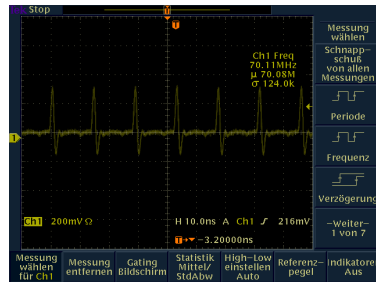 Stop
Messung
wählen
Schnapp-
schuß
von allen
Messungen
Ch1 Freq
70.11MHz
µ 70.08M
σ 124.0k
Periode
Frequenz
Verzögerung
1
Ch1 200mVΩ H 10.0ns A Ch1 216mV
-3.20000ns
-Weiter-
1 von 7
Messung
wählen
für Ch1
Messung
entfernen
Gating
Bildschirm
Statistik
Mittel/
StdAbw
High-Low
einstellen
Auto
Referenz-
pegel
Indikatoren
Aus